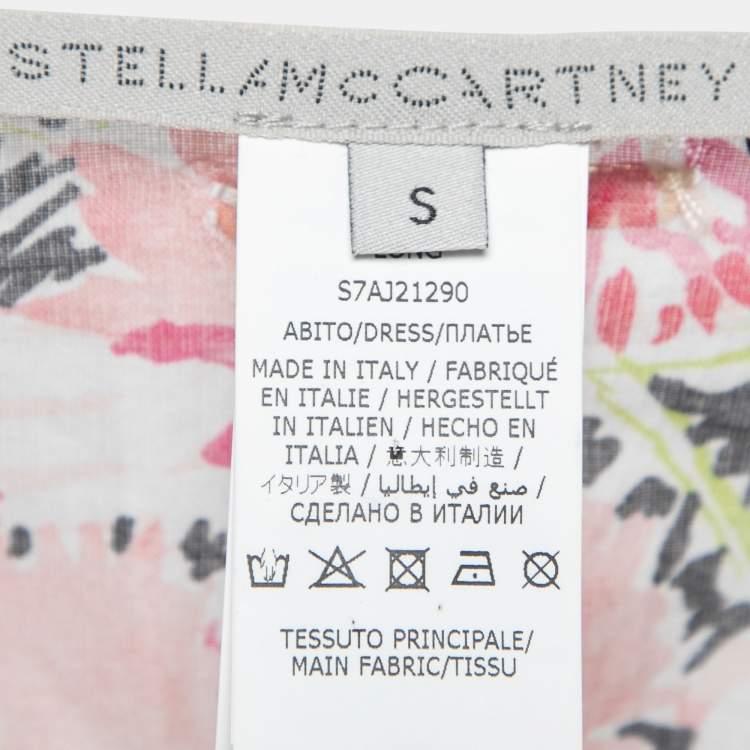 STELLAMCCARTNEY
S
LONG
S7AJ21290
ABITO/DRESS/ПЛАТЬЕ
MADE IN ITALY / FABRIQUÉ
EN ITALIE / HERGESTELLT
IN ITALIEN / HECHO EN
ITALIA / 意大利制造 /
イタリア製 / صنع في إيطاليا /
СДЕЛАНО В ИТАЛИИ
TESSUTO PRINCIPALE/
MAIN FABRIC/TISSU